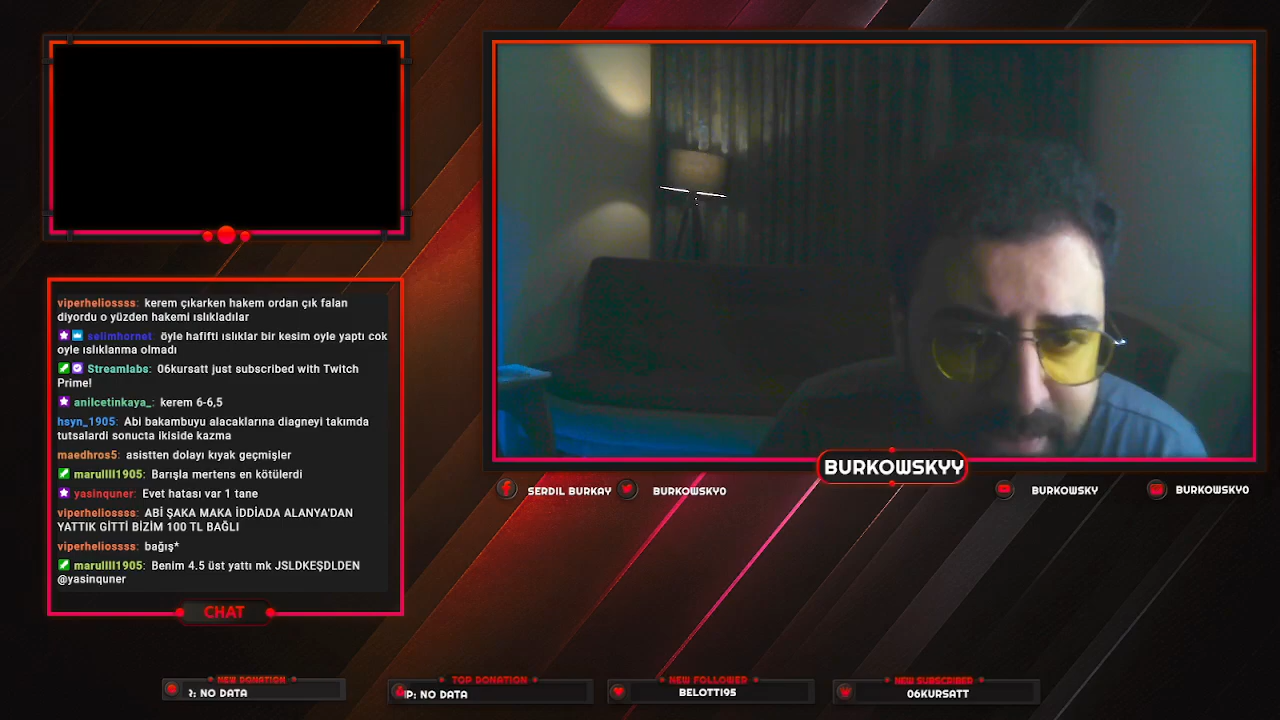 viperheliossss: kerem çıkarken hakem ordan çık falan
diyordu o yüzden hakemi ıslıkladılar
selimhornet: öyle hafifti ıslıklar bir kesim oyle yaptı cok
oyle ıslıklanma olmadı
Streamlabs: 06kursatt just subscribed with Twitch
Prime!
anilcetinkaya_: kerem 6-6,5
hsyn_1905: Abi bakambuyu alacaklarına diagneyi takımda
tutsalardi sonucta ikiside kazma
maedhros5: asistten dolayı kıyak geçmişler
marullll1905: Barışla mertens en kötülerdi
yasinquner: Evet hatası var 1 tane
viperheliossss: ABİ ŞAKA MAKA İDDİADA ALANYA'DAN
YATTIK GİTTİ BİZİM 100 TL BAĞLI
viperheliossss: bağış*
marullll1905: Benim 4.5 üst yattı mk JSLDKEŞDLDEN
@yasinquner
CHAT
BURKOWSKYY
SERDIL BURKAY
BURKOWSKY0
BURKOWSKY
BURKOWSKY0
NEW DONATION
?: NO DATA
TOP DONATION
IP: NO DATA
NEW FOLLOWER
BELOTTI95
NEW SUBSCRIBER
06KURSATT